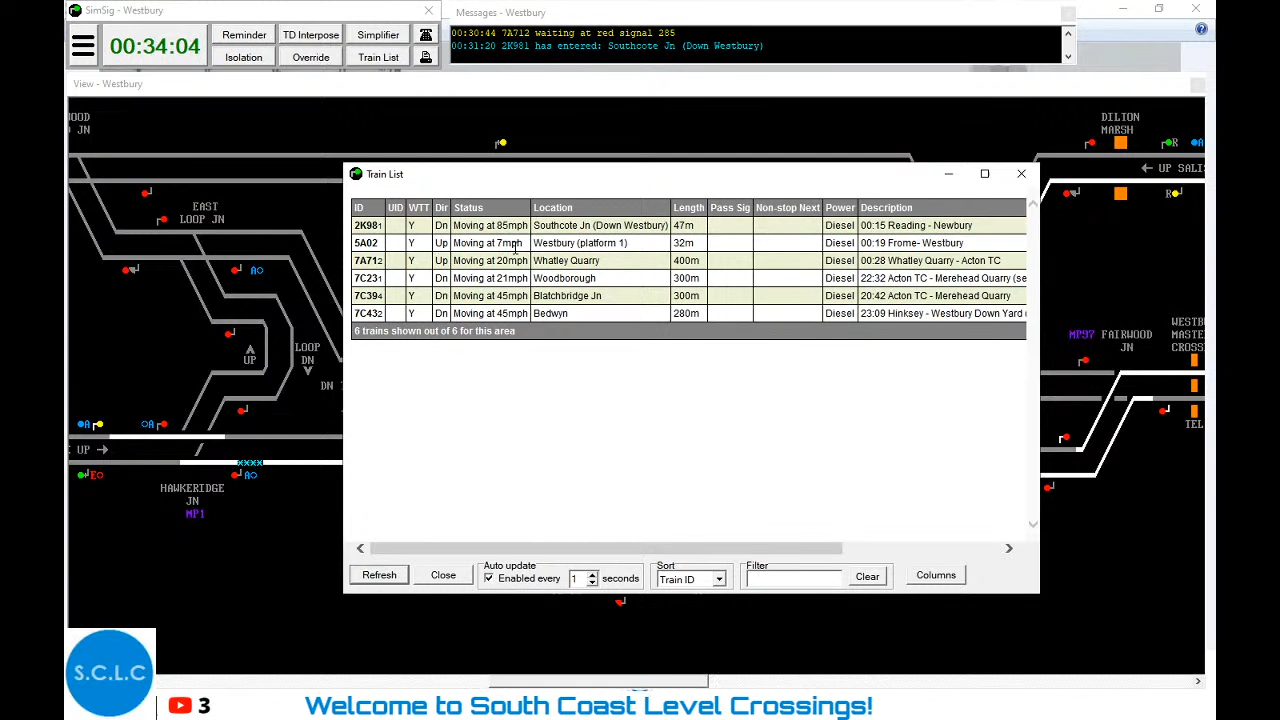 SimSig - Westbury
00:34:04
Reminder
TD Interpose
Simplifier
Isolation
Override
Train List
Messages - Westbury
00:30:44 7A712 waiting at red signal 285
00:31:20 2K981 has entered: Southcote Jn (Down Westbury)
View - Westbury
WOOD
JN
EAST
LOOP JN
DILTON
MARSH
R
A
UP SALI
R
A
UP
LOOP
DN
DN
MP97 FAIRWOOD
JN
WESTB
MASTE
CROSS
TEL
A
A
UP
E
A
HAWKERIDGE
JN
MP1
Train List
ID UID WTT Dir Status Location Length Pass Sig Non-stop Next Power Description
2K981 Y Dn Moving at 85mph Southcote Jn (Down Westbury) 47m Diesel 00:15 Reading - Newbury
5A02 Y Up Moving at 7mph Westbury (platform 1) 32m Diesel 00:19 Frome- Westbury
7A712 Y Up Moving at 20mph Whatley Quarry 400m Diesel 00:28 Whatley Quarry - Acton TC
7C231 Y Dn Moving at 21mph Woodborough 300m Diesel 22:32 Acton TC - Merehead Quarry (se
7C394 Y Dn Moving at 45mph Blatchbridge Jn 300m Diesel 20:42 Acton TC - Merehead Quarry
7C432 Y Dn Moving at 45mph Bedwyn 280m Diesel 23:09 Hinksey - Westbury Down Yard (
6 trains shown out of 6 for this area
Refresh
Close
Auto update
Enabled every 1 seconds
Sort
Train ID
Filter
Clear
Columns
S.C.L.C
3
Welcome to South Coast Level Crossings!